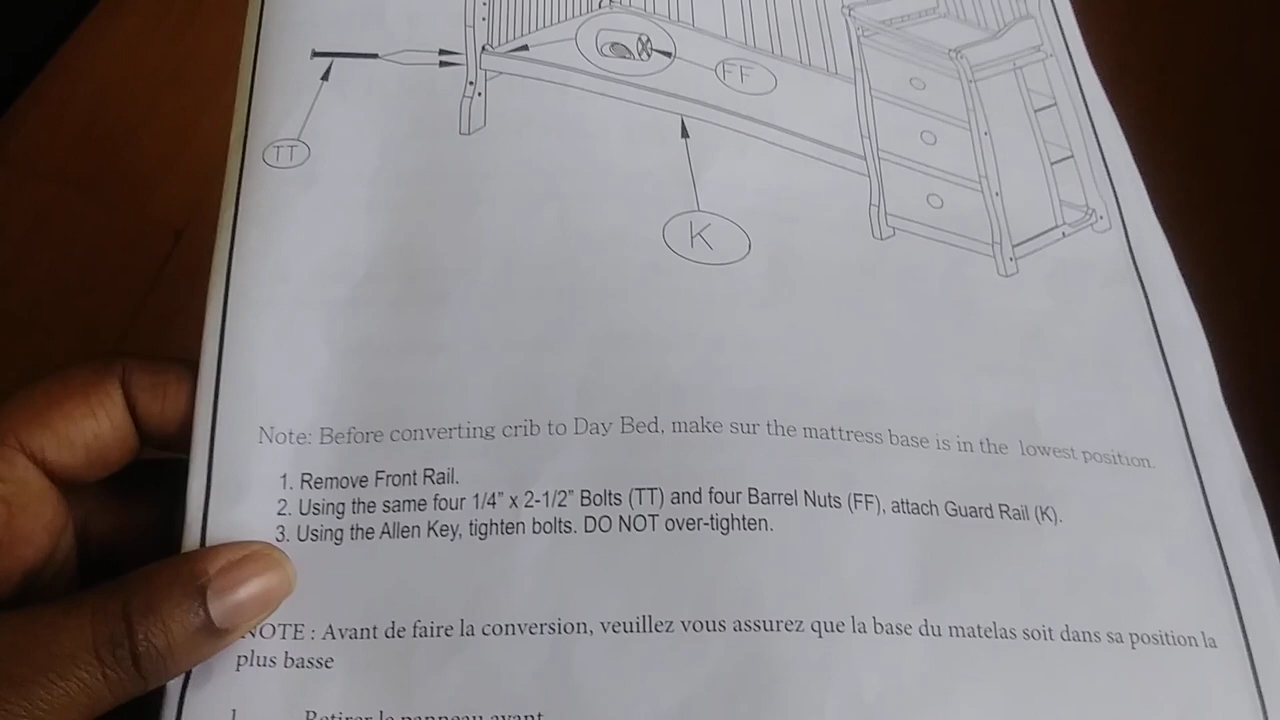 FF
TT
K
Note: Before converting crib to Day Bed, make sur the mattress base is in the lowest position.
1. Remove Front Rail.
2. Using the same four 1/4" x 2-1/2" Bolts (TT) and four Barrel Nuts (FF), attach Guard Rail (K).
3. Using the Allen Key, tighten bolts. DO NOT over-tighten.
NOTE : Avant de faire la conversion, veuillez vous assurez que la base du matelas soit dans sa position la
plus basse
1 Retirer le panneau avant